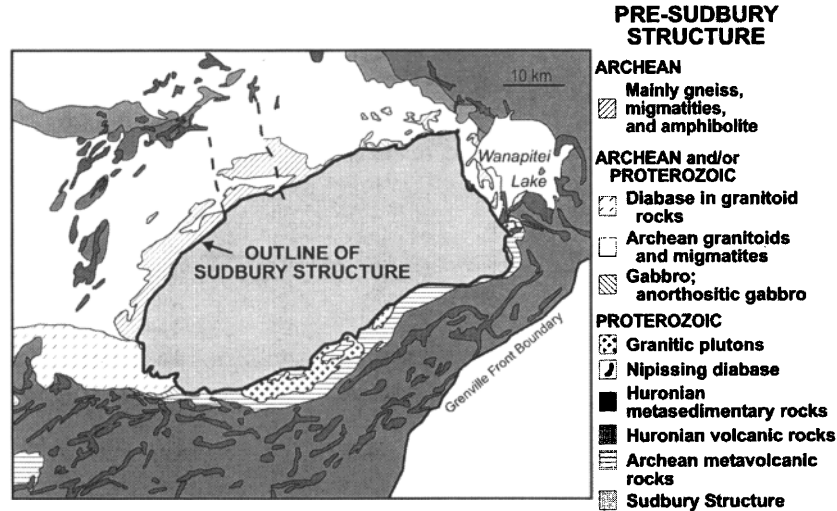 PRE-SUDBURY
STRUCTURE
ARCHEAN
Mainly gneiss,
migmatities,
and amphibolite
ARCHEAN and/or
PROTEROZOIC
Diabase in granitoid
rocks
Archean granitoids
and migmatites
Gabbro;
anorthositic gabbro
PROTEROZOIC
Granitic plutons
Nipissing diabase
Huronian
metasedimentary rocks
Huronian volcanic rocks
Archean metavolcanic
rocks
Sudbury Structure
10 km
Wanapitei
Lake
OUTLINE OF
SUDBURY STRUCTURE
Grenville Front Boundary